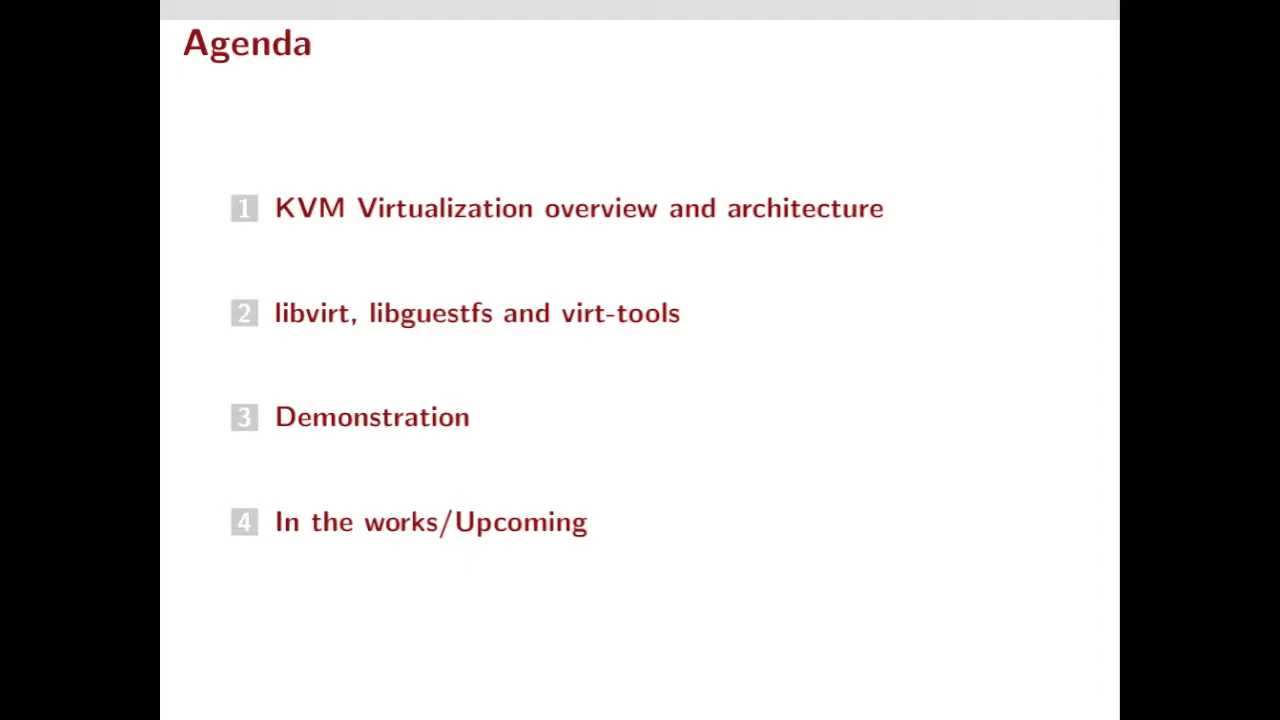 Agenda
1 KVM Virtualization overview and architecture
2 libvirt, libguestfs and virt-tools
3 Demonstration
4 In the works/Upcoming